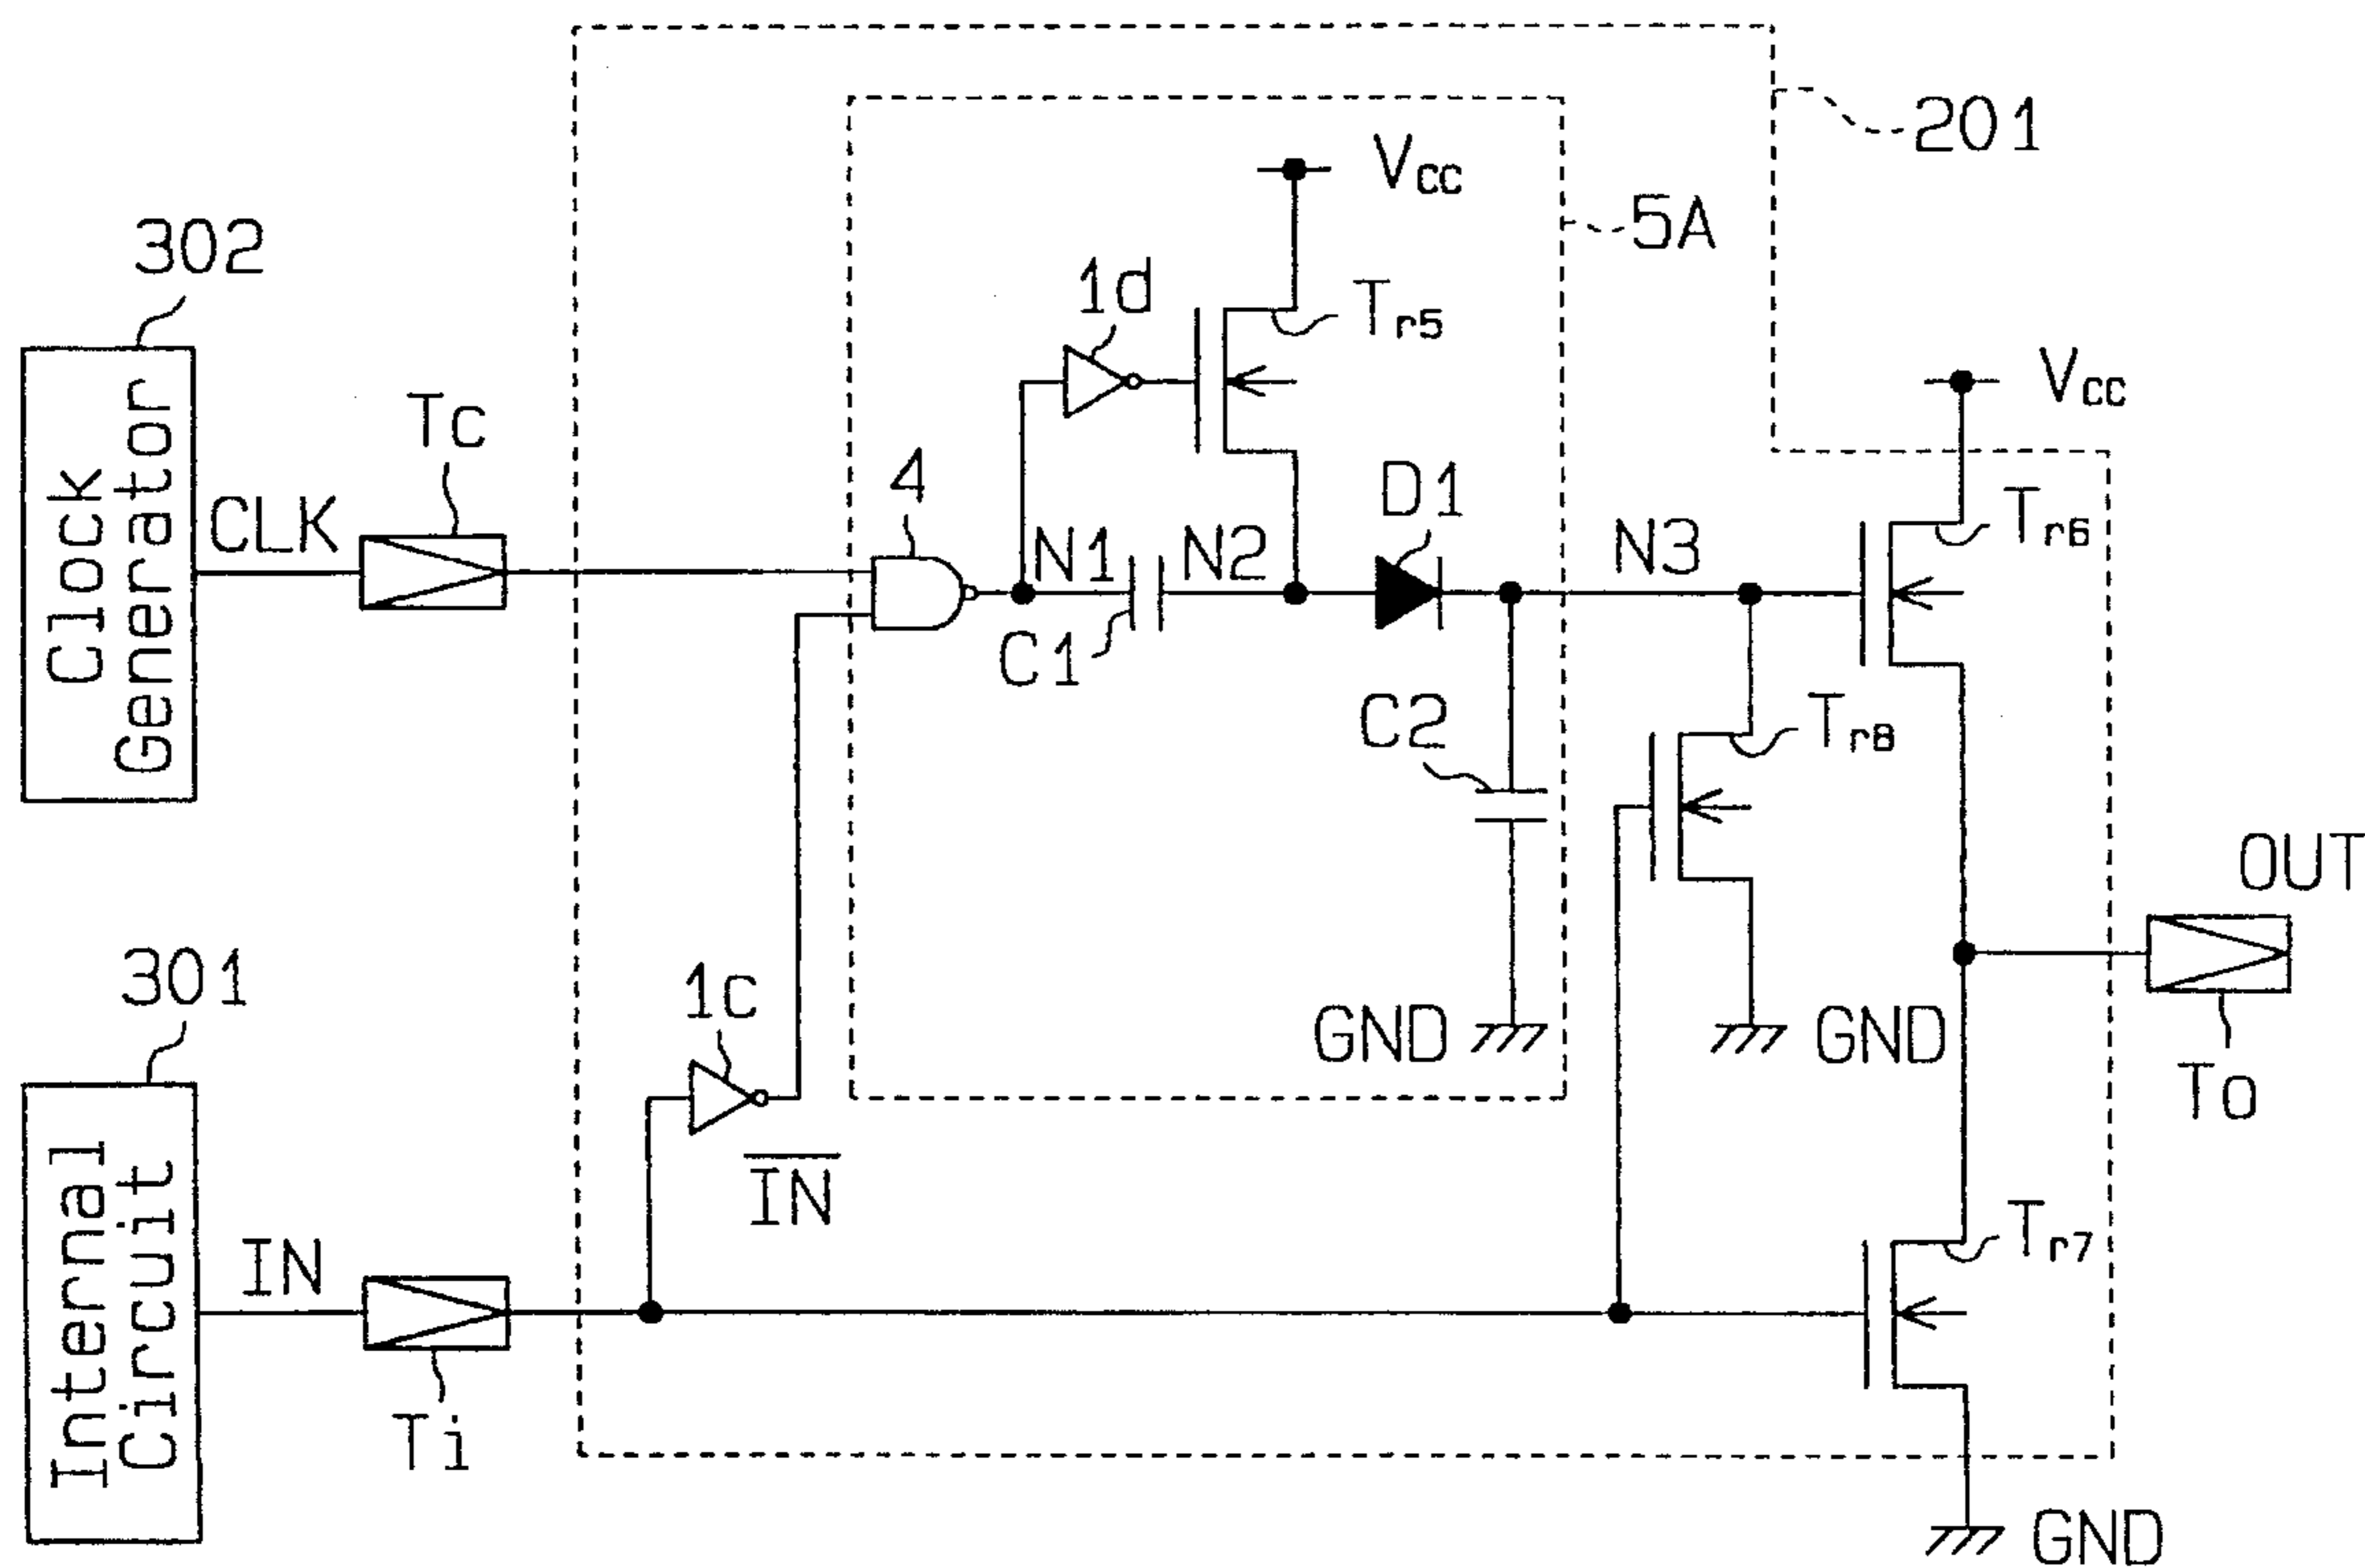 201
Vcc
5A
302
1d
Tr5
Vcc
Clock
Generator
Tc
CLK
4
D1
N1
N2
N3
Tr6
C1
C2
Tr8
OUT
301
1c
GND
GND
To
Internal
Circuit
IN
IN
Tr7
Ti
GND